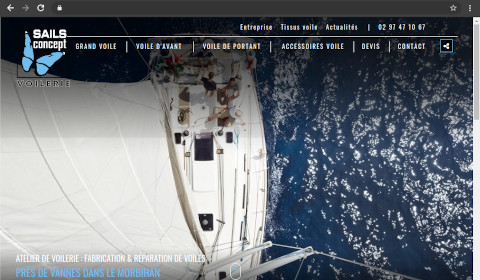 SAILS
concept
VOILERIE
Entreprise Tissus voile Actualités | 02 97 47 10 67
GRAND VOILE | VOILE D'AVANT | VOILE DE PORTANT | ACCESSOIRES VOILE | DEVIS | CONTACT
ATELIER DE VOILERIE : FABRICATION & RÉPARATION DE VOILES
PRÈS DE VANNES DANS LE MORBIHAN